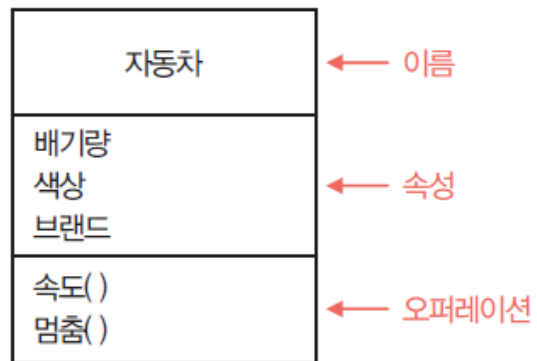 자동차
이름
배기량
색상
브랜드
속성
속도( )
멈춤( )
오퍼레이션